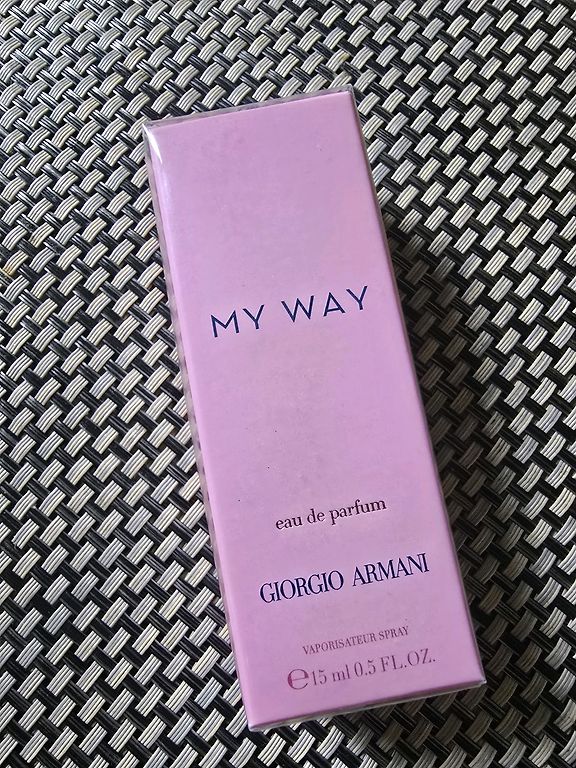 MY WAY
eau de parfum
GIORGIO ARMANI
VAPORISATEUR SPRAY
℮15 ml 0.5 FL.OZ.